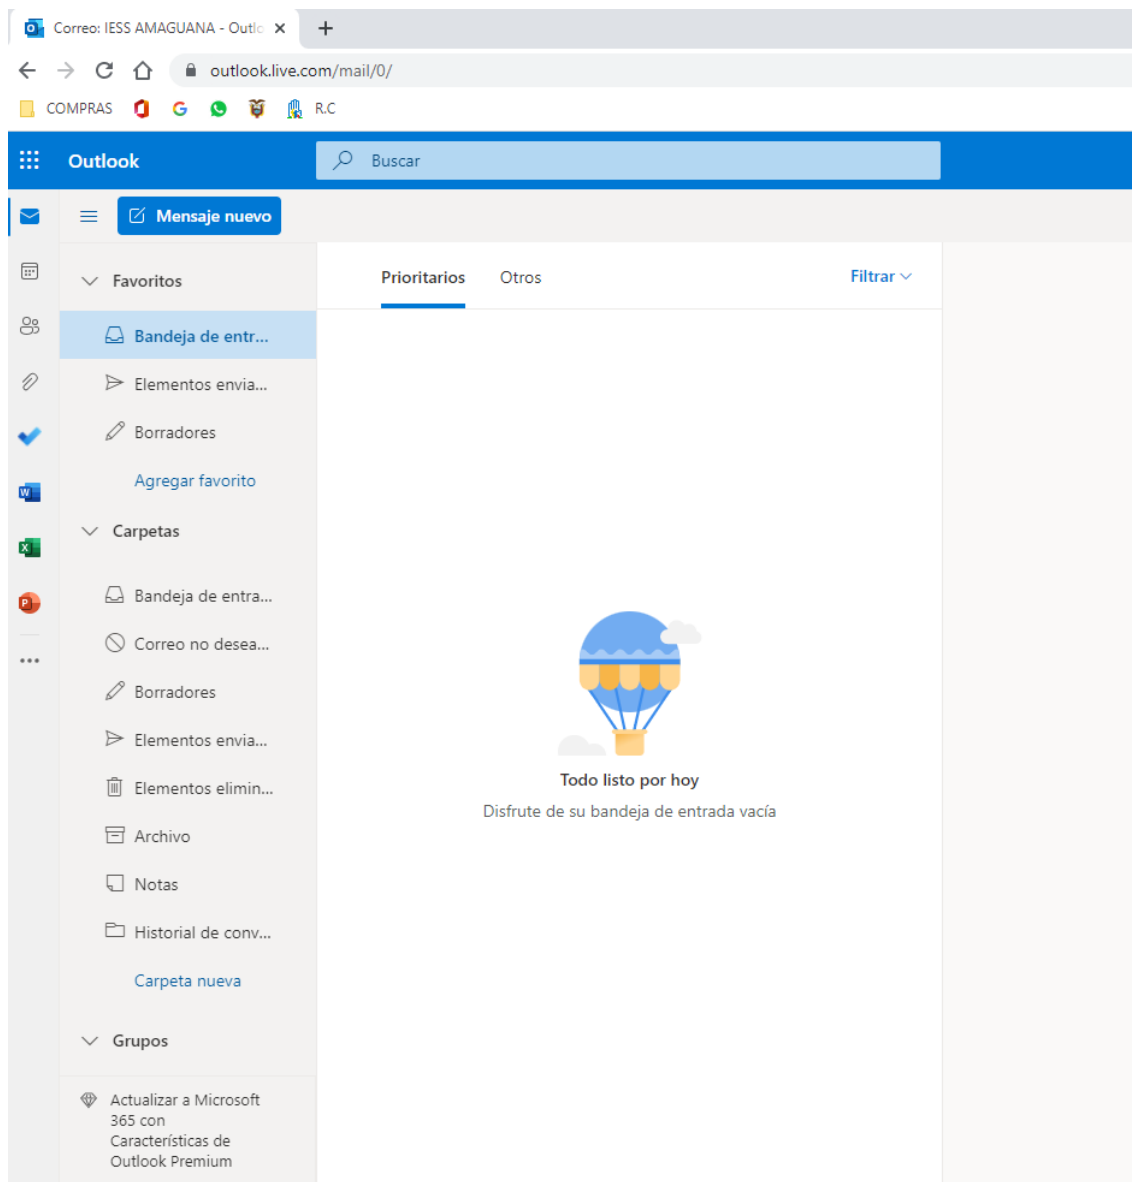 Correo: IESS AMAGUANA - Outlo
outlook.live.com/mail/0/
COMPRAS
R.C
Outlook
Buscar
Mensaje nuevo
Favoritos
Prioritarios Otros Filtrar
Bandeja de entr...
Elementos envia...
Borradores
Agregar favorito
Carpetas
Bandeja de entra...
Correo no desea...
Borradores
Elementos envia...
Elementos elimin...
Archivo
Notas
Historial de conv...
Carpeta nueva
Grupos
Actualizar a Microsoft
365 con
Características de
Outlook Premium
Todo listo por hoy
Disfrute de su bandeja de entrada vacía